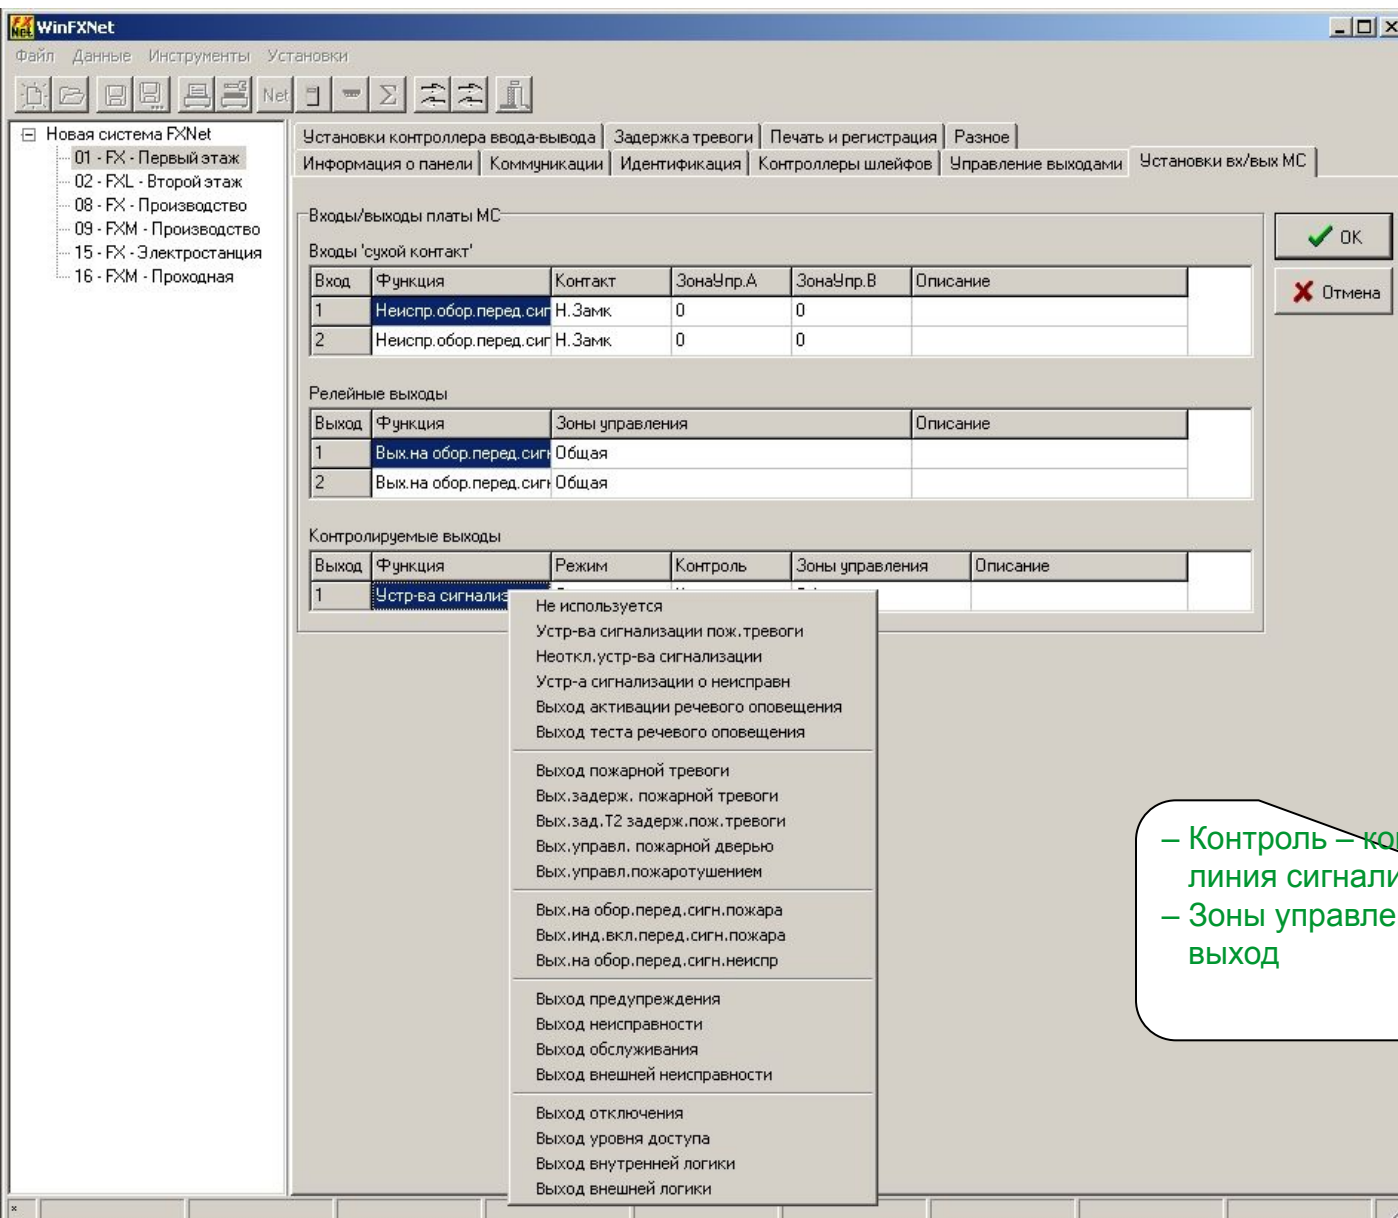 WinFXNet
Файл Данные Инструменты Установки
Net Σ
Новая система FXNet
01 - FX - Первый этаж
02 - FXL - Второй этаж
08 - FX - Производство
09 - FXM - Производство
15 - FX - Электростанция
16 - FXM - Проходная
Установки контроллера ввода-вывода Задержка тревоги Печать и регистрация Разное
Информация о панели Коммуникации Идентификация Контроллеры шлейфов Управление выходами Установки вх/вых МС
Входы/выходы платы МС
Входы 'сухой контакт'
Вход Функция Контакт ЗонаУпр.А ЗонаУпр.В Описание
1 Неиспр.обор.перед.сиг Н.Замк 0 0
2 Неиспр.обор.перед.сиг Н.Замк 0 0
Релейные выходы
Выход Функция Зоны управления Описание
1 Вых.на обор.перед.сигн Общая
2 Вых.на обор.перед.сигн Общая
Контролируемые выходы
Выход Функция Режим Контроль Зоны управления Описание
1 Устр-ва сигнализ
Не используется
Устр-ва сигнализации пож.тревоги
Неоткл.устр-ва сигнализации
Устр-а сигнализации о неисправн
Выход активации речевого оповещения
Выход теста речевого оповещения
Выход пожарной тревоги
Вых.задерж. пожарной тревоги
Вых.зад.Т2 задерж.пож.тревоги
Вых.управл. пожарной дверью
Вых.управл.пожаротушением
Вых.на обор.перед.сигн.пожара
Вых.инд.вкл.перед.сигн.пожара
Вых.на обор.перед.сигн.неиспр
Выход предупреждения
Выход неисправности
Выход обслуживания
Выход внешней неисправности
Выход отключения
Выход уровня доступа
Выход внутренней логики
Выход внешней логики
OK
Отмена
– Контроль – ко
линия сигнали
– Зоны управле
выход